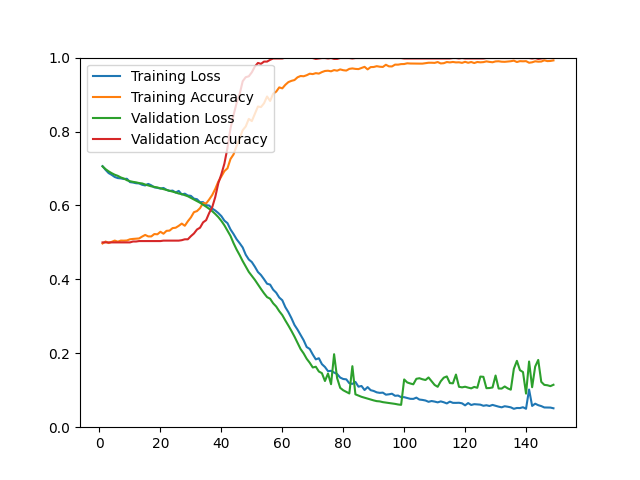 Training Loss
Training Accuracy
Validation Loss
Validation Accuracy
1.0
0.8
0.6
0.4
0.2
0.0
0 20 40 60 80 100 120 140